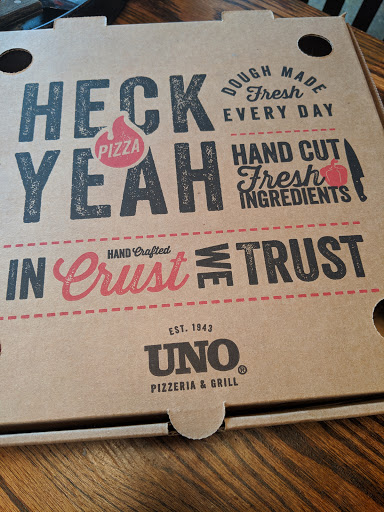 HECK
PIZZA
YEAH
DOUGH MADE
Fresh
EVERY DAY
HAND CUT
Fresh
INGREDIENTS
IN HAND Crafted Crust WE TRUST
EST. 1943
UNO®
PIZZERIA & GRILL